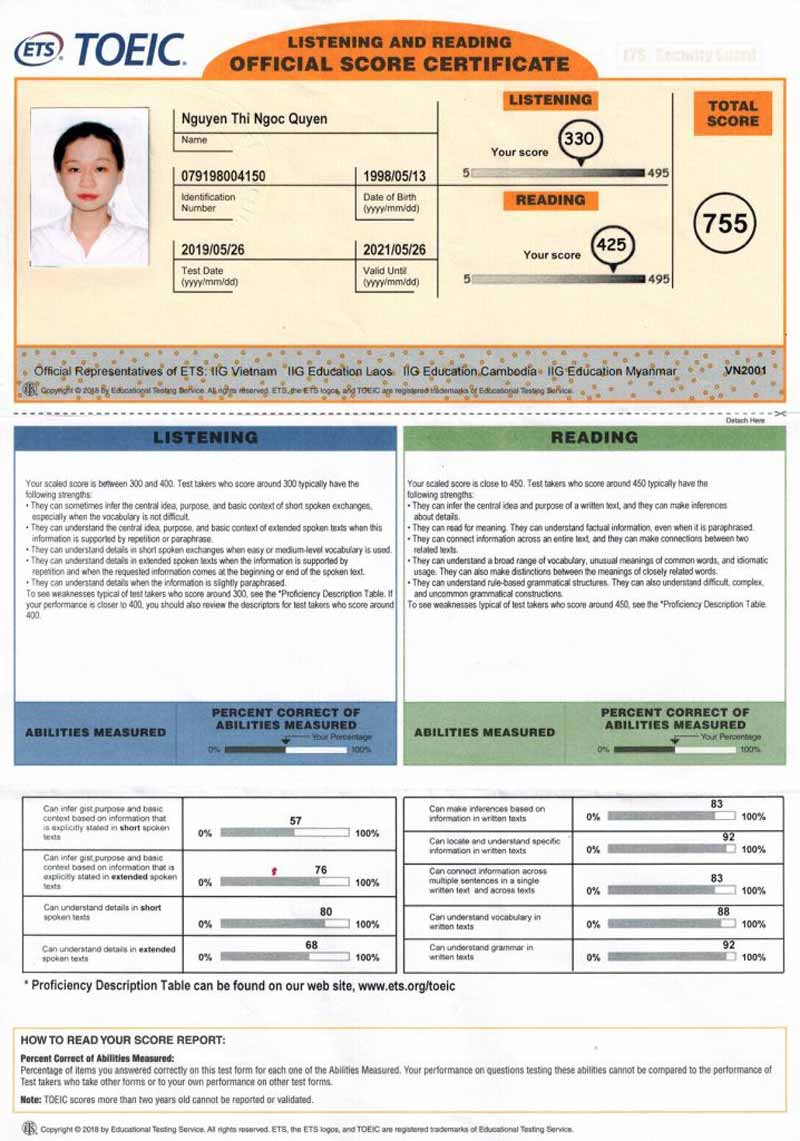 ETS® TOEIC®
LISTENING AND READING
OFFICIAL SCORE CERTIFICATE
ETS Security Guard
Nguyen Thi Ngoc Quyen
Name
079198004150
1998/05/13
Identification
Number
Date of Birth
(yyyy/mm/dd)
2019/05/26
2021/05/26
Test Date
(yyyy/mm/dd)
Valid Until
(yyyy/mm/dd)
LISTENING
330
Your score
5
495
READING
425
Your score
5
495
TOTAL
SCORE
755
Official Representatives of ETS: IIG Vietnam IIG Education Laos IIG Education Cambodia IIG Education Myanmar VN2001
Copyright © 2018 by Educational Testing Service. All rights reserved. ETS, the ETS logos, and TOEIC are registered trademarks of Educational Testing Service.
Detach Here
LISTENING
Your scaled score is between 300 and 400. Test takers who score around 300 typically have the
following strengths:
• They can sometimes infer the central idea, purpose, and basic context of short spoken exchanges,
especially when the vocabulary is not difficult.
• They can understand the central idea, purpose, and basic context of extended spoken texts when this
information is supported by repetition or paraphrase.
• They can understand details in short spoken exchanges when easy or medium-level vocabulary is used.
• They can understand details in extended spoken texts when the information is supported by
repetition and when the requested information comes at the beginning or end of the spoken text.
• They can understand details when the information is slightly paraphrased.
To see weaknesses typical of test takers who score around 300, see the *Proficiency Description Table. If
your performance is closer to 400, you should also review the descriptors for test takers who score around
400.
READING
Your scaled score is close to 450. Test takers who score around 450 typically have the
following strengths:
• They can infer the central idea and purpose of a written text, and they can make inferences
about details.
• They can read for meaning. They can understand factual information, even when it is paraphrased.
• They can connect information across an entire text, and they can make connections between two
related texts.
• They can understand a broad range of vocabulary, unusual meanings of common words, and idiomatic
usage. They can also make distinctions between the meanings of closely related words.
• They can understand rule-based grammatical structures. They can also understand difficult, complex,
and uncommon grammatical constructions.
To see weaknesses typical of test takers who score around 450, see the *Proficiency Description Table.
ABILITIES MEASURED
PERCENT CORRECT OF
ABILITIES MEASURED
Your Percentage
0% 100%
ABILITIES MEASURED
PERCENT CORRECT OF
ABILITIES MEASURED
Your Percentage
0% 100%
Can infer gist,purpose and basic
context based on information that
is explicitly stated in short spoken
texts
57
0% 100%
Can infer gist,purpose and basic
context based on information that is
explicitly stated in extended spoken
texts
76
0% 100%
Can understand details in short
spoken texts
80
0% 100%
Can understand details in extended
spoken texts
68
0% 100%
Can make inferences based on
information in written texts
83
0% 100%
Can locate and understand specific
information in written texts
92
0% 100%
Can connect information across
multiple sentences in a single
written text and across texts
83
0% 100%
Can understand vocabulary in
written texts
88
0% 100%
Can understand grammar in
written texts
92
0% 100%
* Proficiency Description Table can be found on our web site, www.ets.org/toeic
HOW TO READ YOUR SCORE REPORT:
Percent Correct of Abilities Measured:
Percentage of items you answered correctly on this test form for each one of the Abilities Measured. Your performance on questions testing these abilities cannot be compared to the performance of
Test takers who take other forms or to your own performance on other test forms.
Note: TOEIC scores more than two years old cannot be reported or validated.
Copyright © 2018 by Educational Testing Service. ETS, the ETS logos, and TOEIC are registered trademarks of Educational Testing Service.